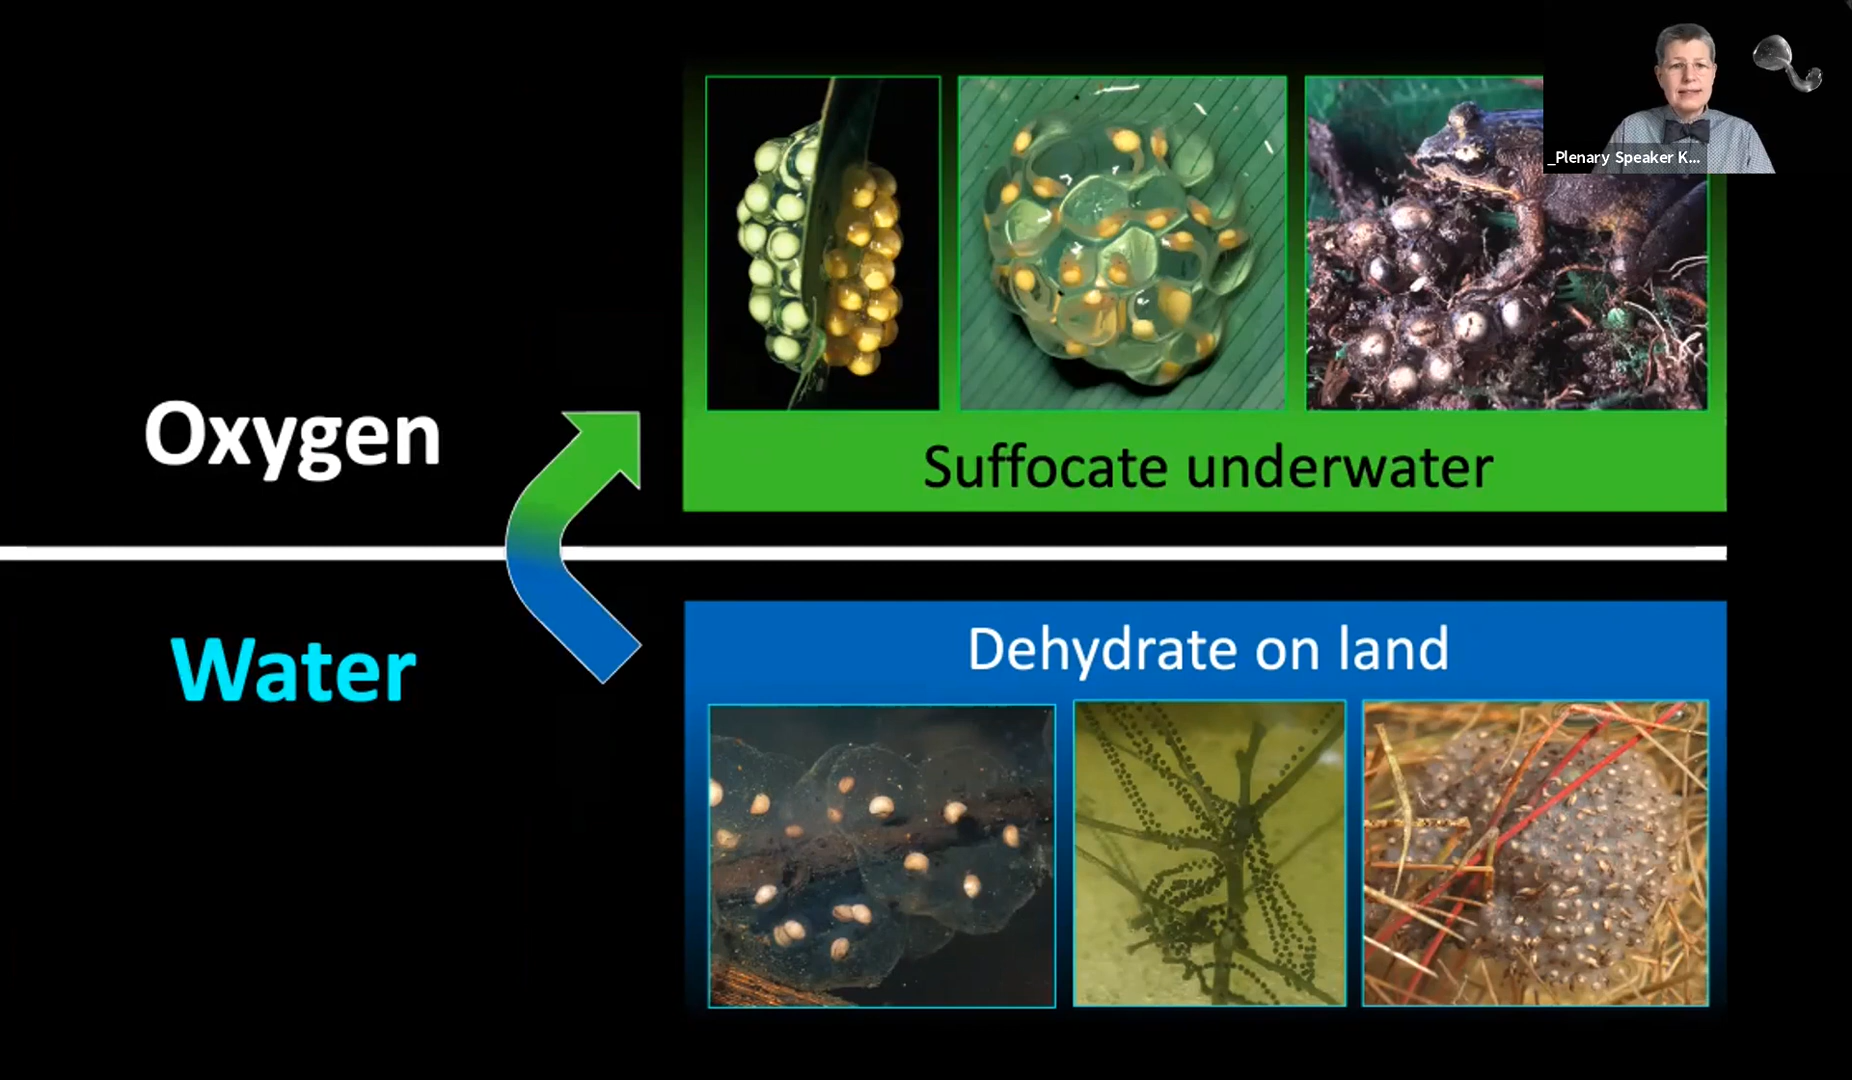 _Plenary Speaker K...
Oxygen
Suffocate underwater
Water
Dehydrate on land